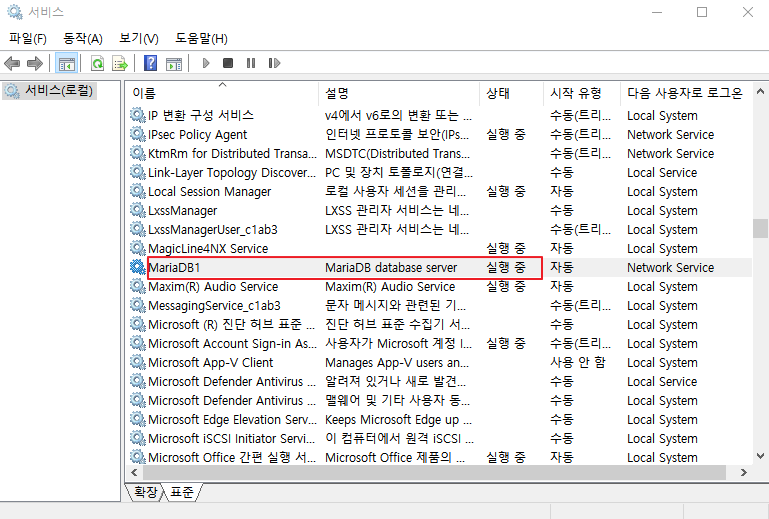 서비스
파일(F) 동작(A) 보기(V) 도움말(H)
서비스(로컬)
이름 설명 상태 시작 유형 다음 사용자로 로그온
IP 변환 구성 서비스 v4에서 v6로의 변환 또는 ... 수동(트리... Local System
IPsec Policy Agent 인터넷 프로토콜 보안(IPs... 실행 중 수동(트리... Network Service
KtmRm for Distributed Transa... MSDTC(Distributed Transa... 수동(트리... Network Service
Link-Layer Topology Discover... PC 및 장치 토폴로지(연결... 수동 Local Service
Local Session Manager 로컬 사용자 세션을 관리... 실행 중 자동 Local System
LxssManager LXSS 관리자 서비스는 네... 수동 Local System
LxssManagerUser_c1ab3 LXSS 관리자 서비스는 네... 수동(트리... Local System
MagicLine4NX Service 실행 중 자동 Local System
MariaDB1 MariaDB database server 실행 중 자동 Network Service
Maxim(R) Audio Service Maxim(R) Audio Service 실행 중 자동 Local System
MessagingService_c1ab3 문자 메시지와 관련된 기... 수동(트리... Local System
Microsoft (R) 진단 허브 표준 ... 진단 허브 표준 수집기 서... 수동 Local System
Microsoft Account Sign-in As... 사용자가 Microsoft 계정 I... 실행 중 수동(트리... Local System
Microsoft App-V Client Manages App-V users an... 사용 안 함 Local System
Microsoft Defender Antivirus ... 알려져 있거나 새로 발견... 수동 Local Service
Microsoft Defender Antivirus ... 맬웨어 및 기타 사용자 동... 수동 Local System
Microsoft Edge Elevation Serv... Keeps Microsoft Edge up ... 수동 Local System
Microsoft iSCSI Initiator Servi... 이 컴퓨터에서 원격 iSCSI ... 수동 Local System
Microsoft Office 간편 실행 서... Microsoft Office 제품의 ... 실행 중 자동 Local System
확장 표준